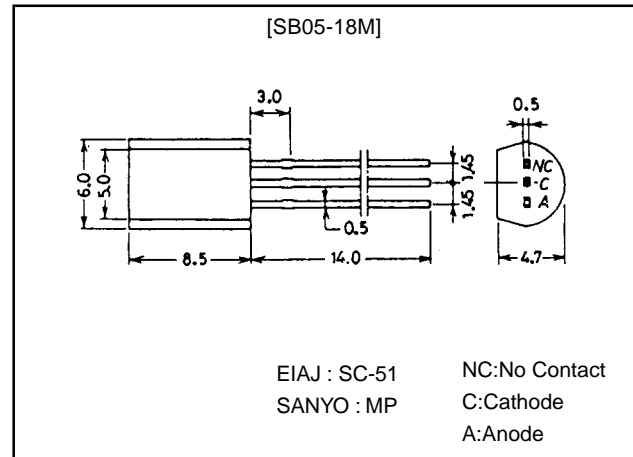 [SB05-18M]
3.0
0.5
6.0
5.0
1.45
1.45
NC
C
A
0.5
8.5
14.0
4.7
EIAJ : SC-51
SANYO : MP
NC:No Contact
C:Cathode
A:Anode